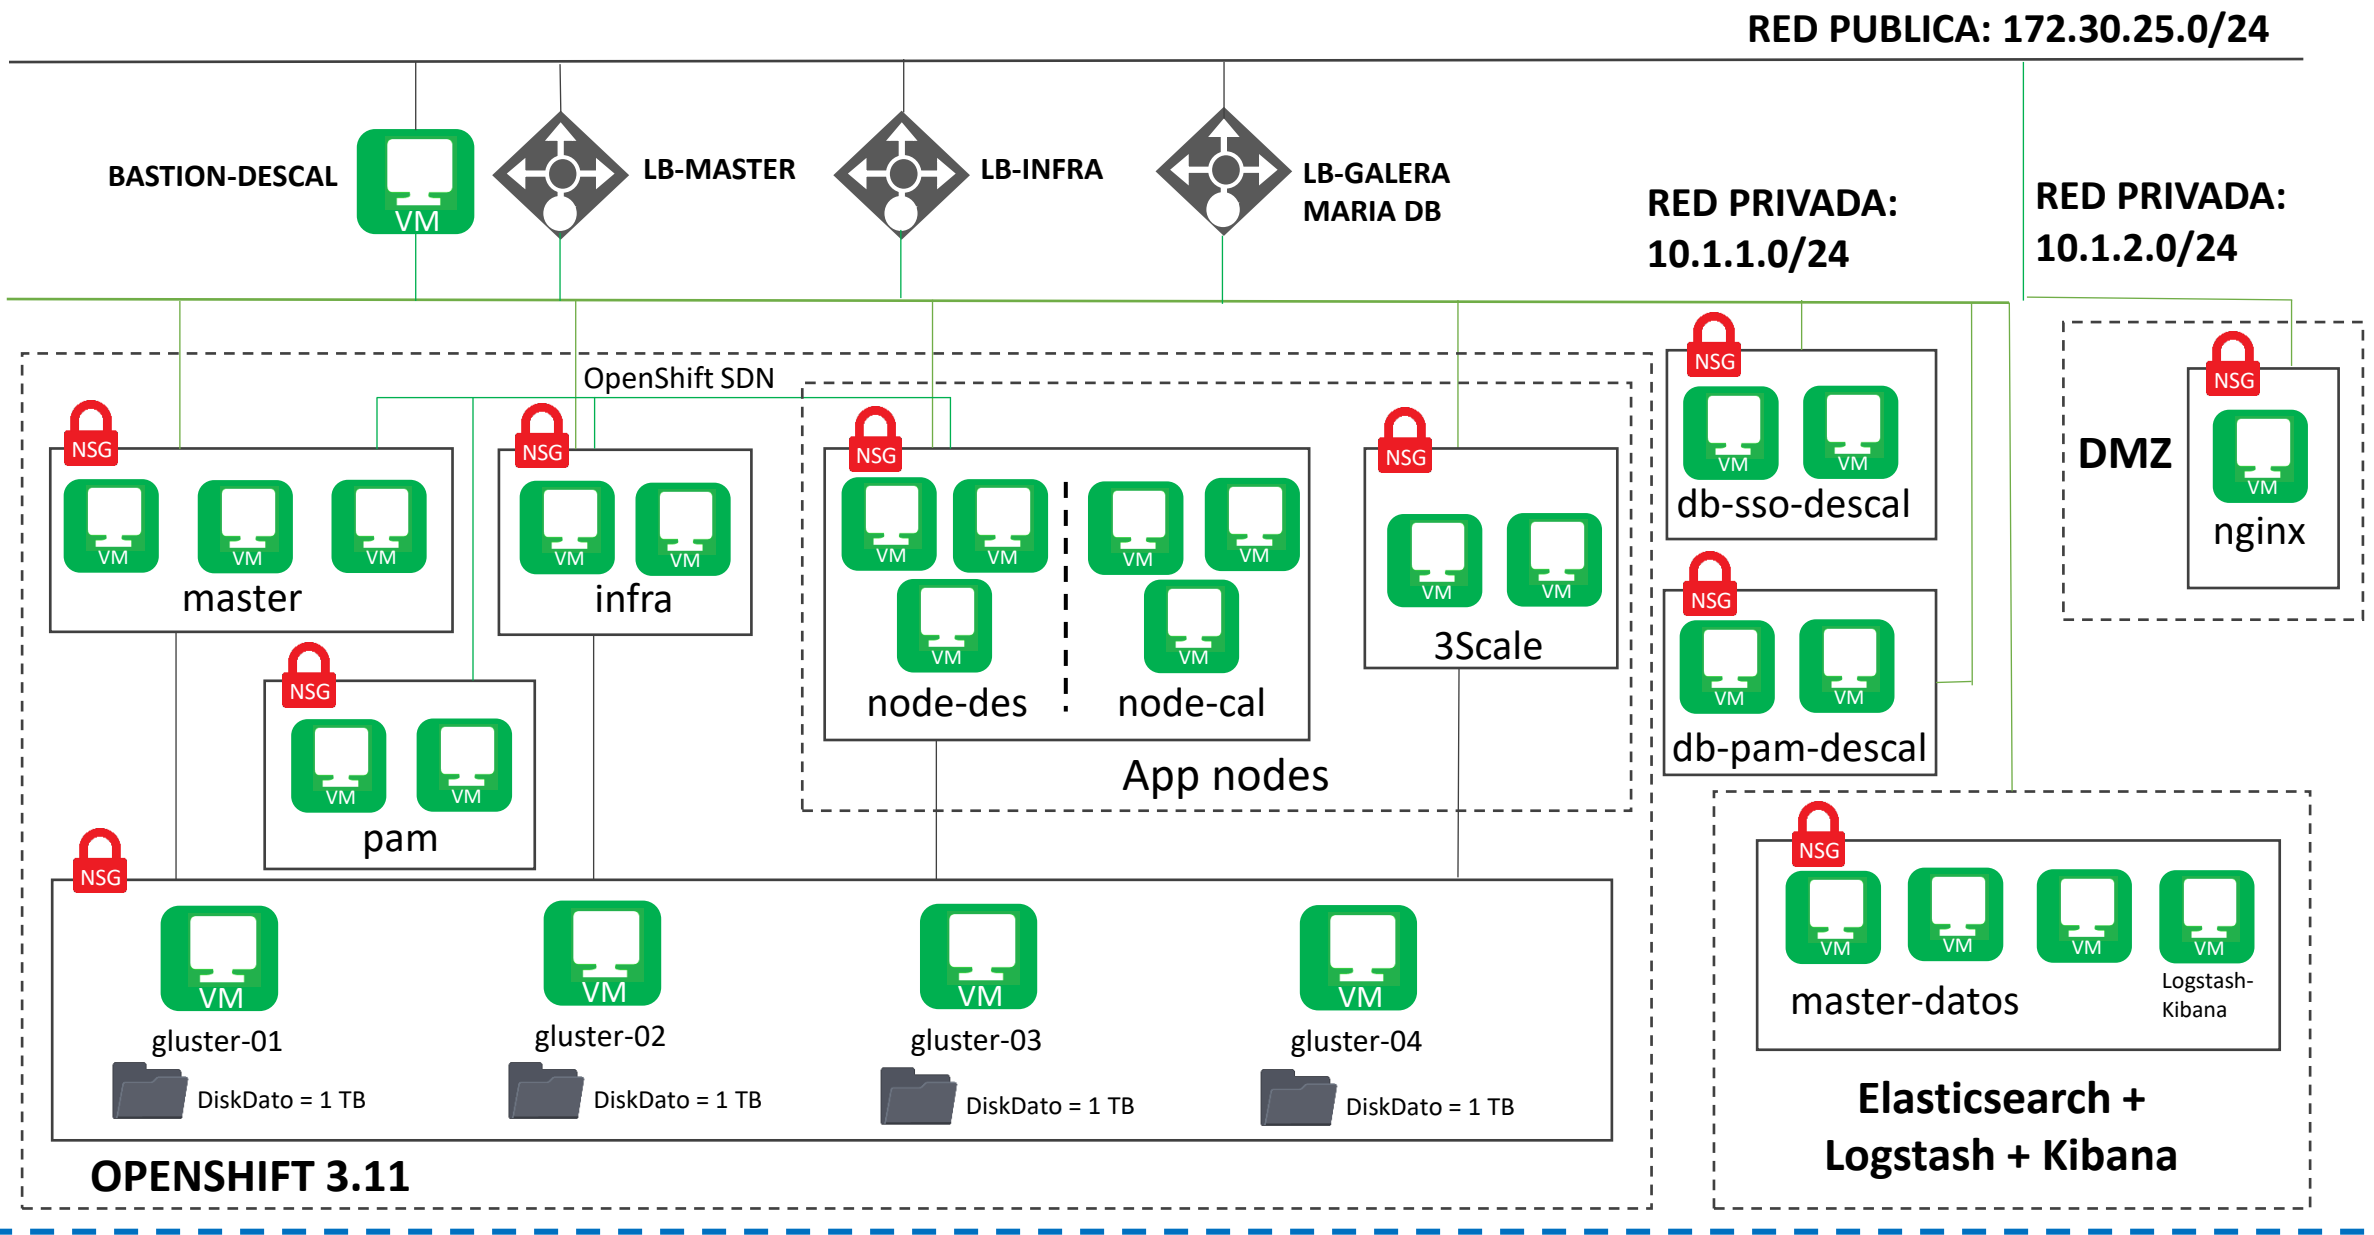 RED PUBLICA: 172.30.25.0/24
BASTION-DESCAL
VM
LB-MASTER
LB-INFRA
LB-GALERA
MARIA DB
RED PRIVADA:
10.1.1.0/24
RED PRIVADA:
10.1.2.0/24
OpenShift SDN
NSG
VM
VM
VM
master
NSG
VM
VM
infra
NSG
VM
VM
VM
node-des
VM
VM
VM
node-cal
NSG
VM
VM
3Scale
App nodes
NSG
VM
VM
pam
NSG
VM
gluster-01
DiskDato = 1 TB
VM
gluster-02
DiskDato = 1 TB
VM
gluster-03
DiskDato = 1 TB
VM
gluster-04
DiskDato = 1 TB
OPENSHIFT 3.11
NSG
VM
VM
db-sso-descal
NSG
VM
VM
db-pam-descal
DMZ
NSG
VM
nginx
NSG
VM
VM
VM
VM
master-datos
Logstash-
Kibana
Elasticsearch +
Logstash + Kibana